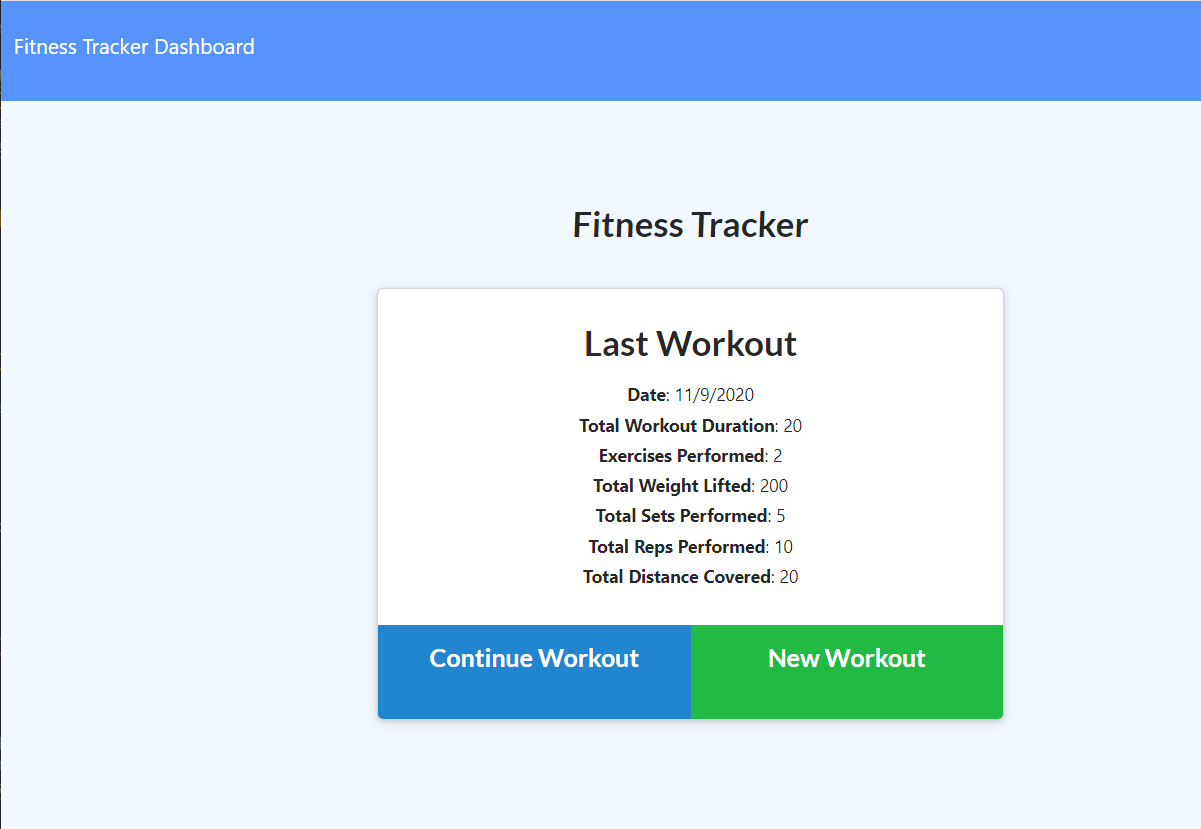 Fitness Tracker Dashboard
Fitness Tracker
Last Workout
Date: 11/9/2020
Total Workout Duration: 20
Exercises Performed: 2
Total Weight Lifted: 200
Total Sets Performed: 5
Total Reps Performed: 10
Total Distance Covered: 20
Continue Workout
New Workout